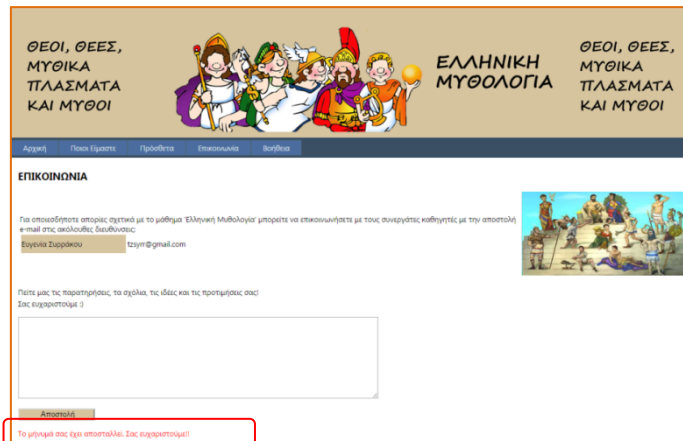 ΘΕΟΙ, ΘΕΕΣ,
ΜΥΘΙΚΑ
ΠΛΑΣΜΑΤΑ
ΚΑΙ ΜΥΘΟΙ
ΕΛΛΗΝΙΚΗ
ΜΥΘΟΛΟΓΙΑ
ΘΕΟΙ, ΘΕΕΣ,
ΜΥΘΙΚΑ
ΠΛΑΣΜΑΤΑ
ΚΑΙ ΜΥΘΟΙ
Αρχική Ποιοι Είμαστε Πρόσθετα Επικοινωνία Βοήθεια
ΕΠΙΚΟΙΝΩΝΙΑ
Για οποιεσδήποτε απορίες σχετικά με το μάθημα 'Ελληνική Μυθολογία' μπορείτε να επικοινωνήσετε με τους συνεργάτες καθηγητές με την αποστολή
e-mail στις ακόλουθες διευθύνσεις:
Ευγενία Συρράκου tzsyrr@gmail.com
Πείτε μας τις παρατηρήσεις, τα σχόλια, τις ιδέες και τις προτιμήσεις σας!
Σας ευχαριστούμε :)
Αποστολή
Το μήνυμά σας έχει αποσταλλεί. Σας ευχαριστούμε!!